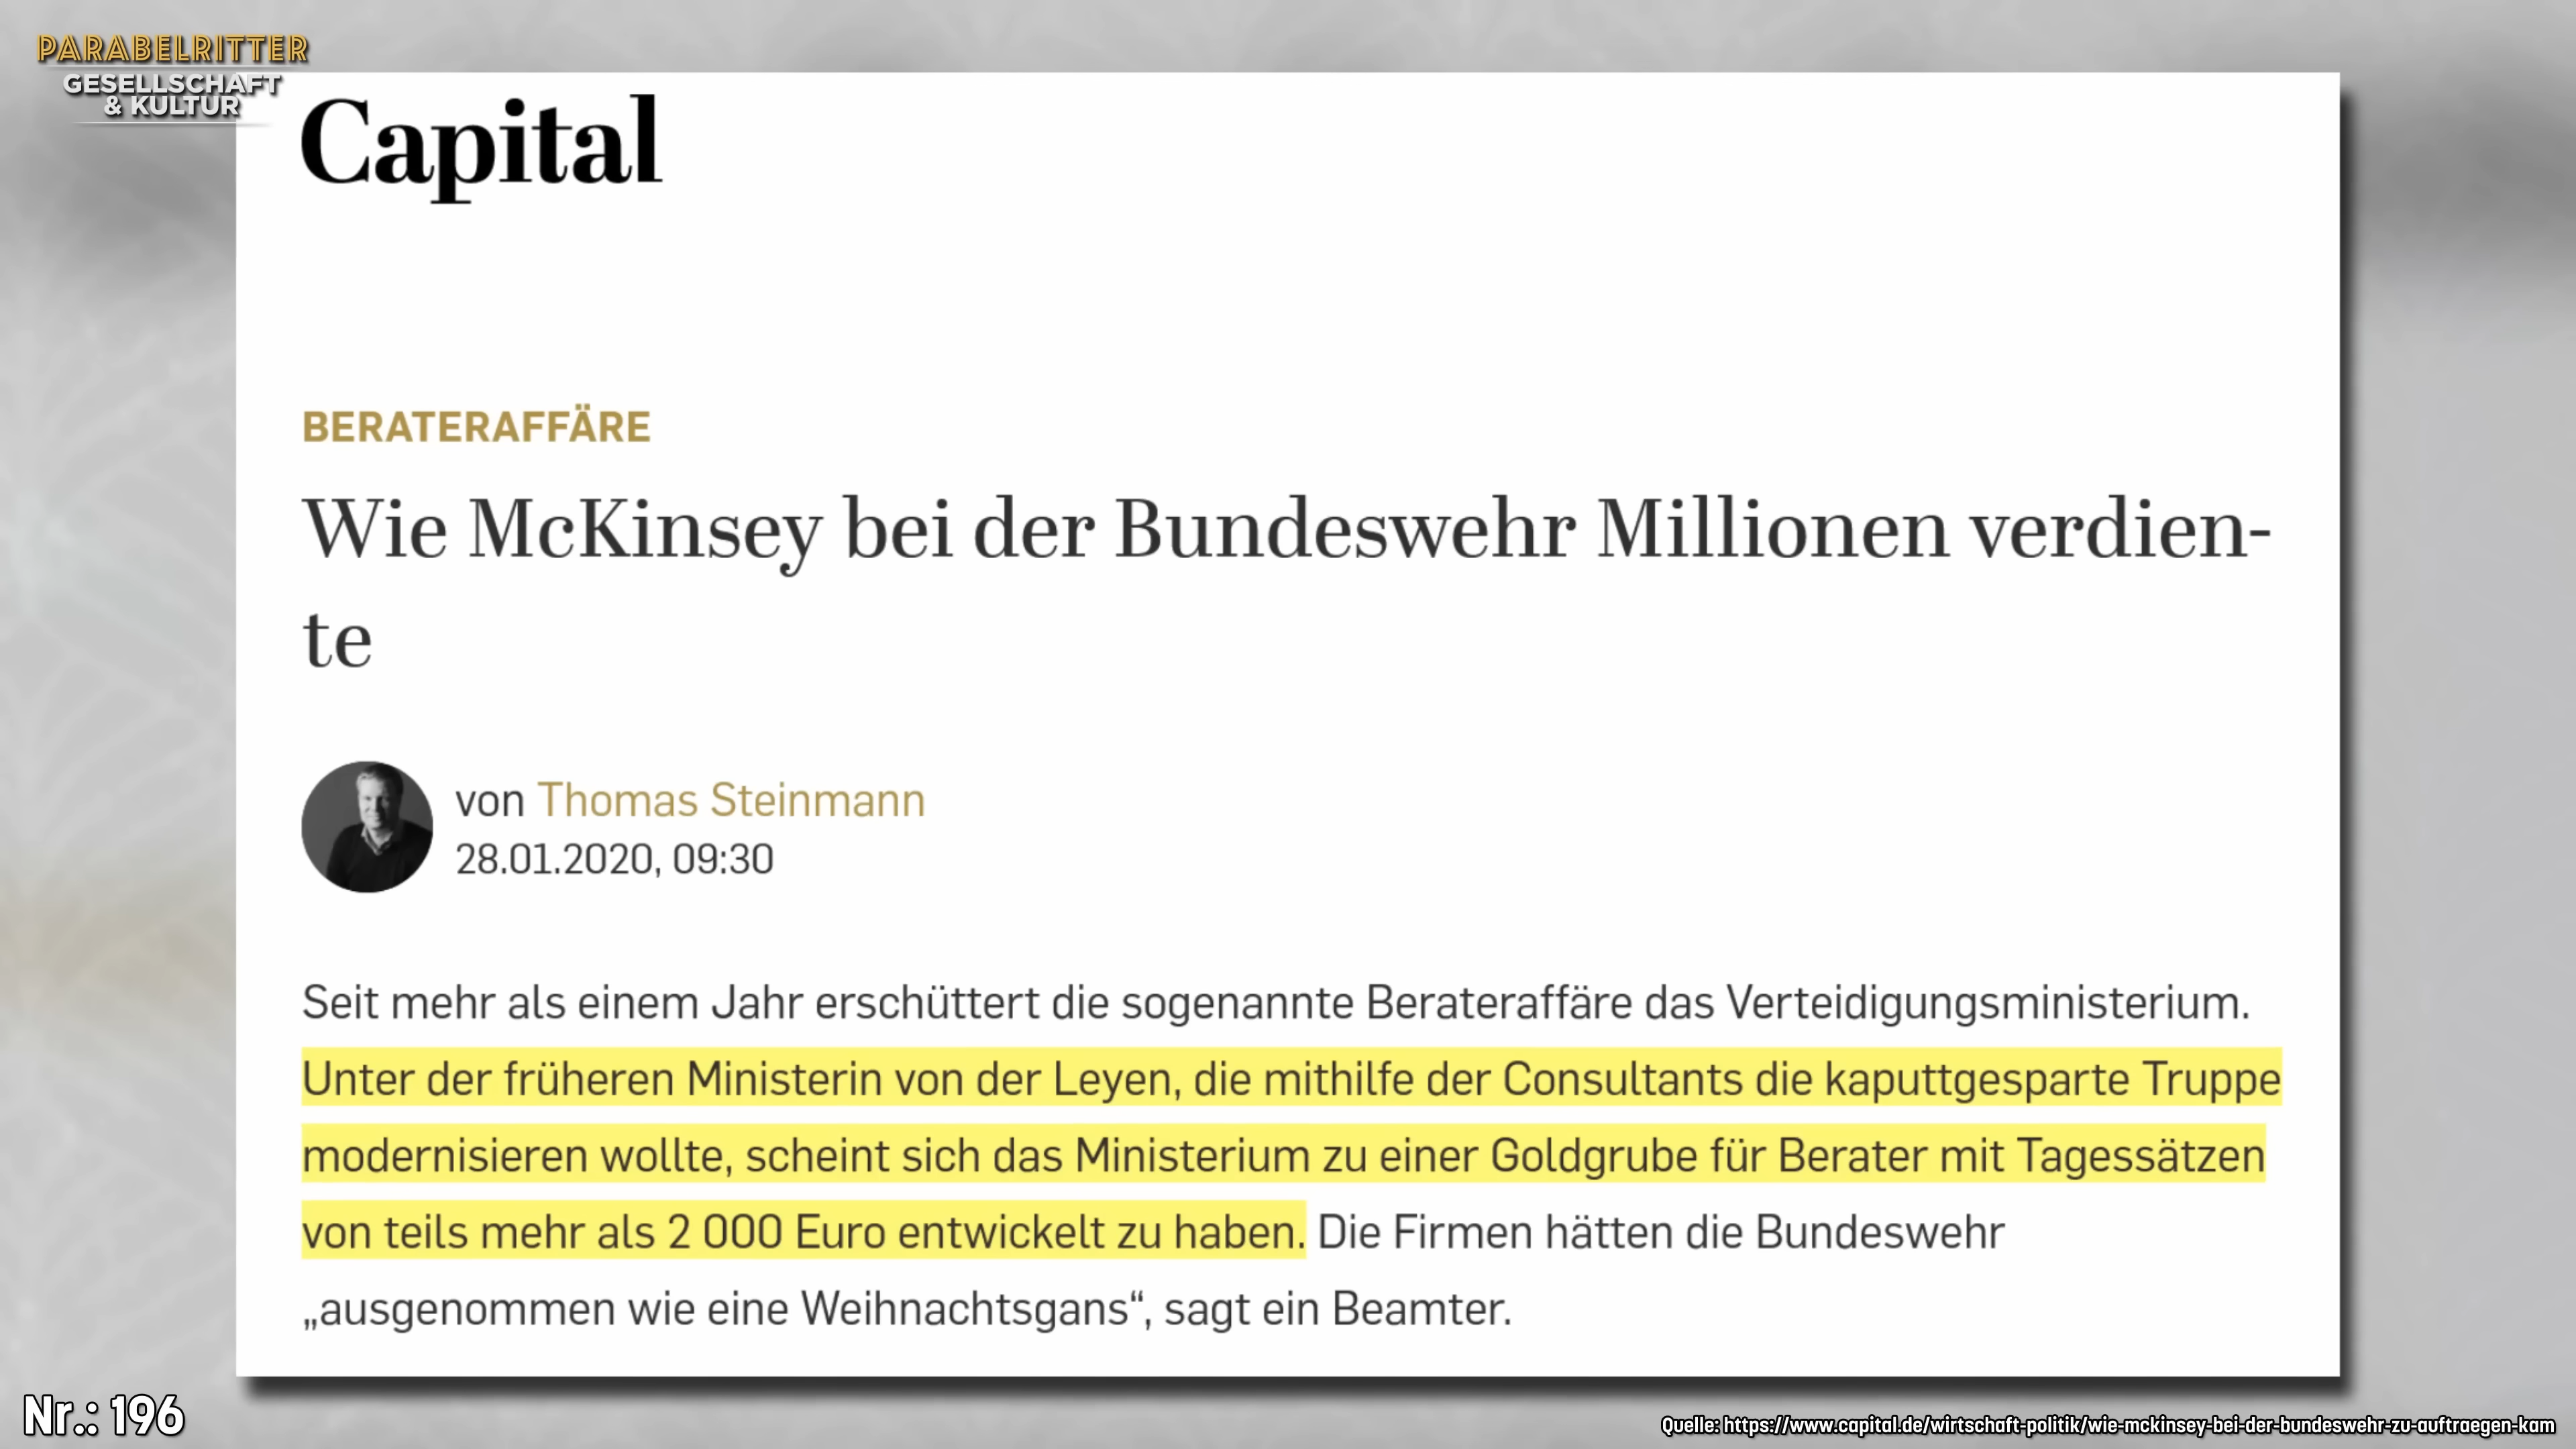 PARABELRITTER
GESELLSCHAFT
& KULTUR
Capital
BERATERAFFÄRE
Wie McKinsey bei der Bundeswehr Millionen verdien-
te
von Thomas Steinmann
28.01.2020, 09:30
Seit mehr als einem Jahr erschüttert die sogenannte Berateraffäre das Verteidigungsministerium.
Unter der früheren Ministerin von der Leyen, die mithilfe der Consultants die kaputtgesparte Truppe
modernisieren wollte, scheint sich das Ministerium zu einer Goldgrube für Berater mit Tagessätzen
von teils mehr als 2 000 Euro entwickelt zu haben. Die Firmen hätten die Bundeswehr
„ausgenommen wie eine Weihnachtsgans“, sagt ein Beamter.
Nr.: 196
Quelle: https://www.capital.de/wirtschaft-politik/wie-mckinsey-bei-der-bundeswehr-zu-auftraegen-kam